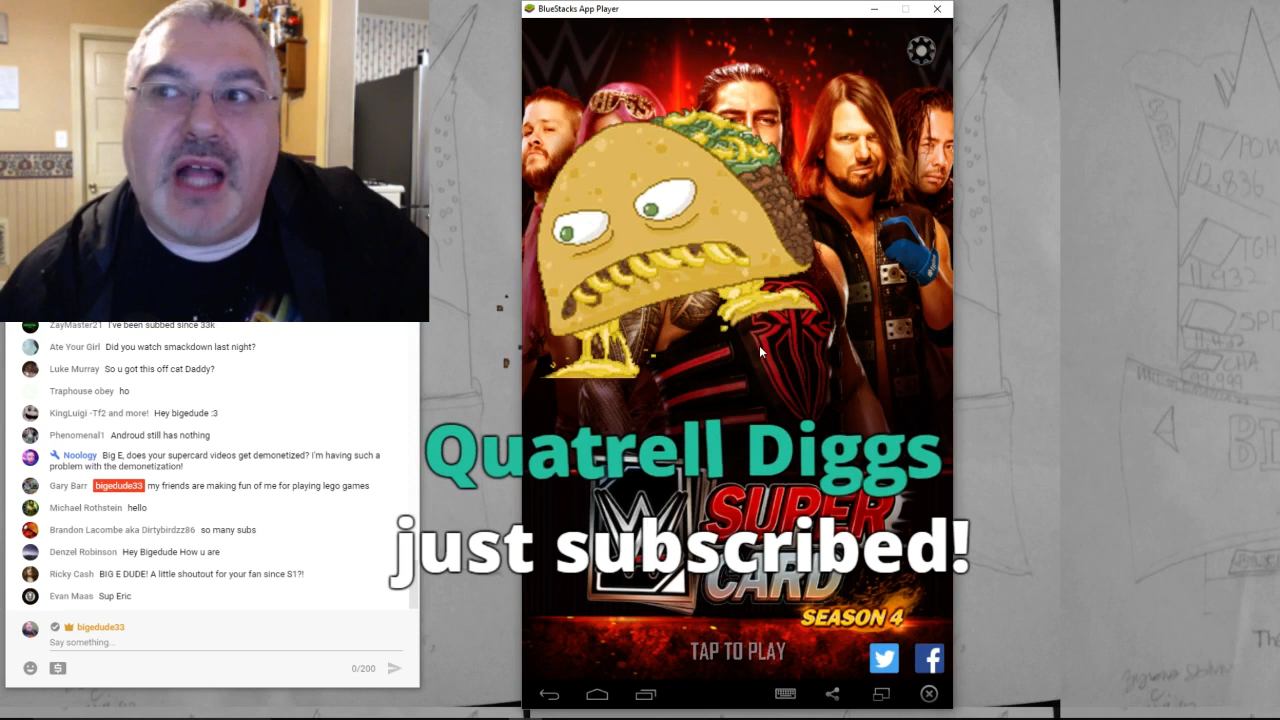 BlueStacks App Player
ZayMaster21 I've been subbed since 33k
Ate Your Girl Did you watch smackdown last night?
Luke Murray So u got this off cat Daddy?
Traphouse obey ho
KingLuigi -Tf2 and more! Hey bigedude :3
Phenomenal1 Androud still has nothing
Noology Big E, does your supercard videos get demonetized? I'm having such a
problem with the demonetization!
Gary Barr bigedude33 my friends are making fun of me for playing lego games
Michael Rothstein hello
Brandon Lacombe aka Dirtybirdzz86 so many subs
Denzel Robinson Hey Bigedude How u are
Ricky Cash BIG E DUDE! A little shoutout for your fan since S1?!
Evan Maas Sup Eric
bigedude33
Say something...
0/200
Quatrell Diggs
just subscribed!
SUPER
CARD
SEASON 4
TAP TO PLAY
11,932
99,999